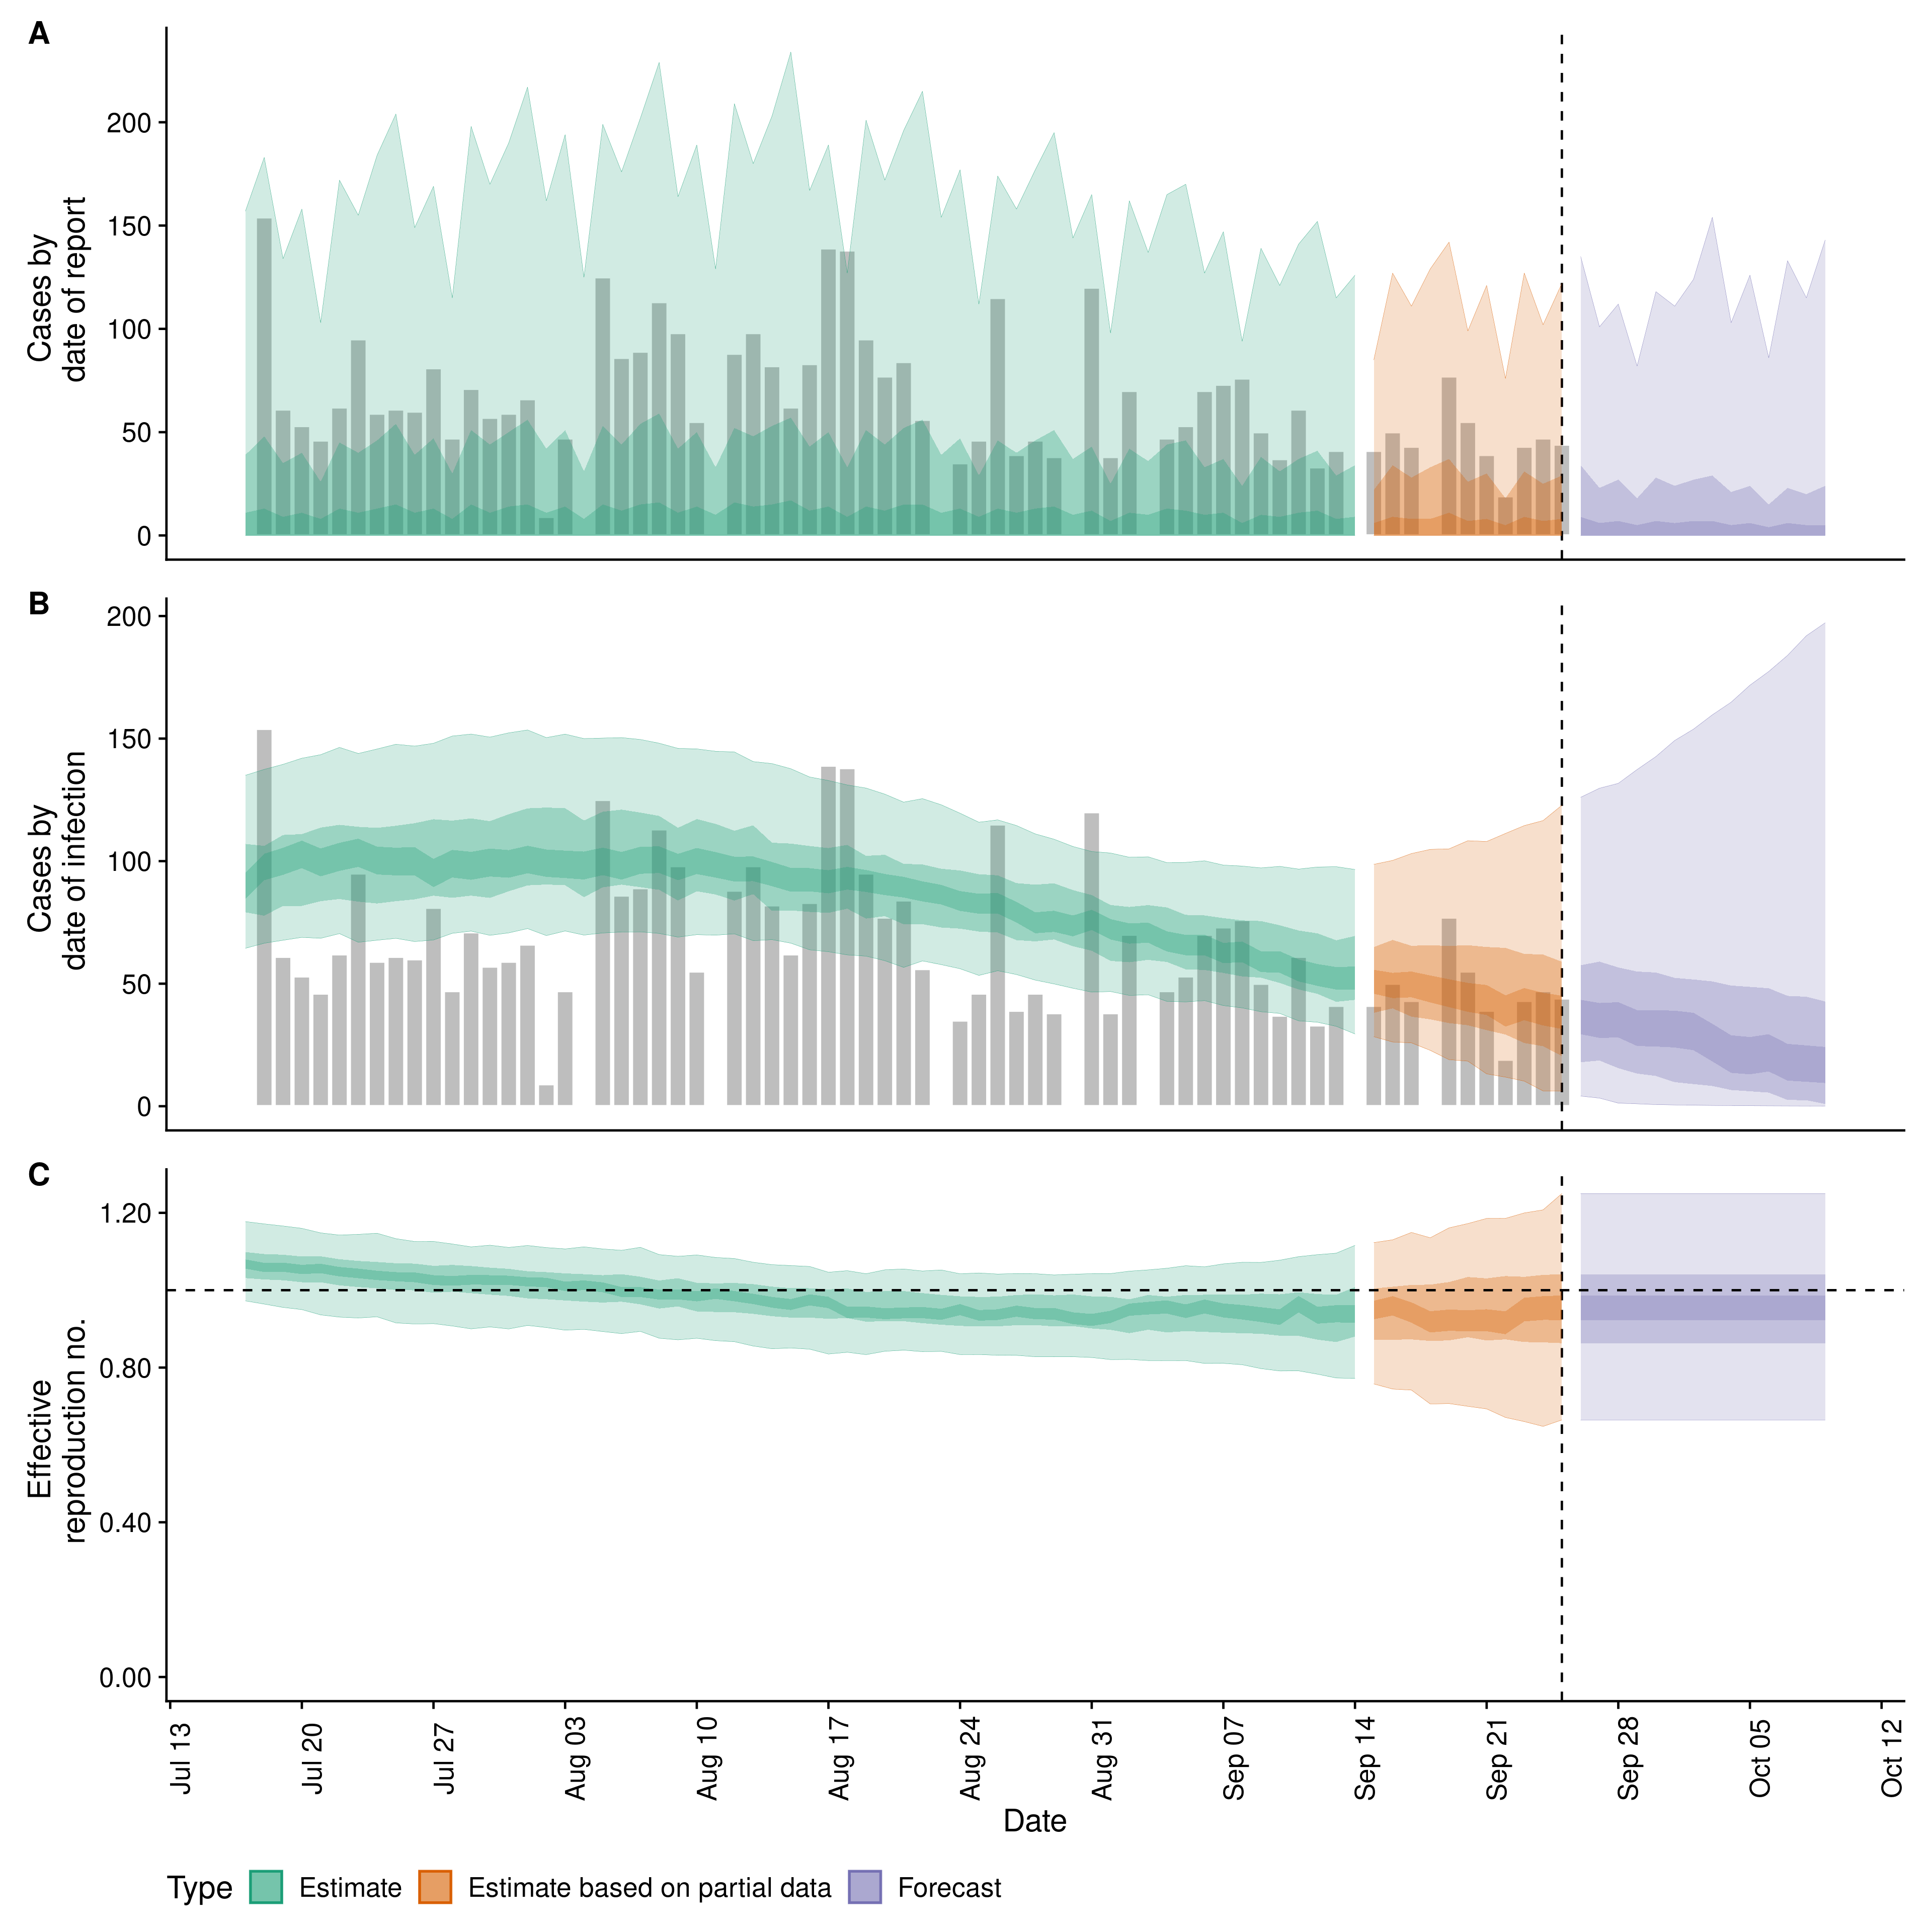 A
Cases by
date of report
200
150
100
50
0
B
Cases by
date of infection
200
150
100
50
0
C
Effective
reproduction no.
1.20
0.80
0.40
0.00
Jul 13
Jul 20
Jul 27
Aug 03
Aug 10
Aug 17
Aug 24
Aug 31
Sep 07
Sep 14
Sep 21
Sep 28
Oct 05
Oct 12
Date
Type Estimate Estimate based on partial data Forecast